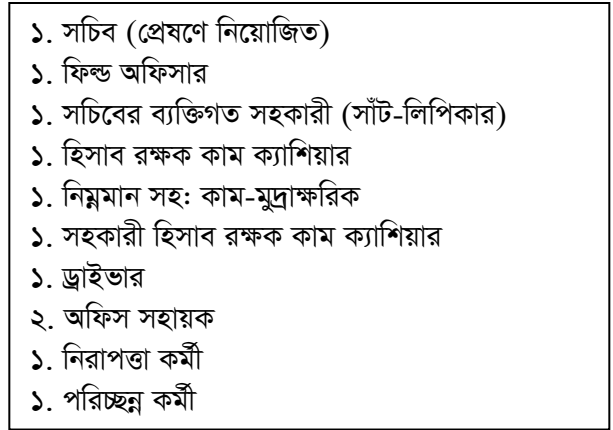 ১. সচিব (প্রেষণে নিয়োজিত)
১. ফিল্ড অফিসার
১. সচিবের ব্যক্তিগত সহকারী (সাঁট-লিপিকার)
১. হিসাব রক্ষক কাম ক্যাশিয়ার
১. নিম্নমান সহ: কাম-মুদ্রাক্ষরিক
১. সহকারী হিসাব রক্ষক কাম ক্যাশিয়ার
১. ড্রাইভার
২. অফিস সহায়ক
১. নিরাপত্তা কর্মী
১. পরিচ্ছন্ন কর্মী